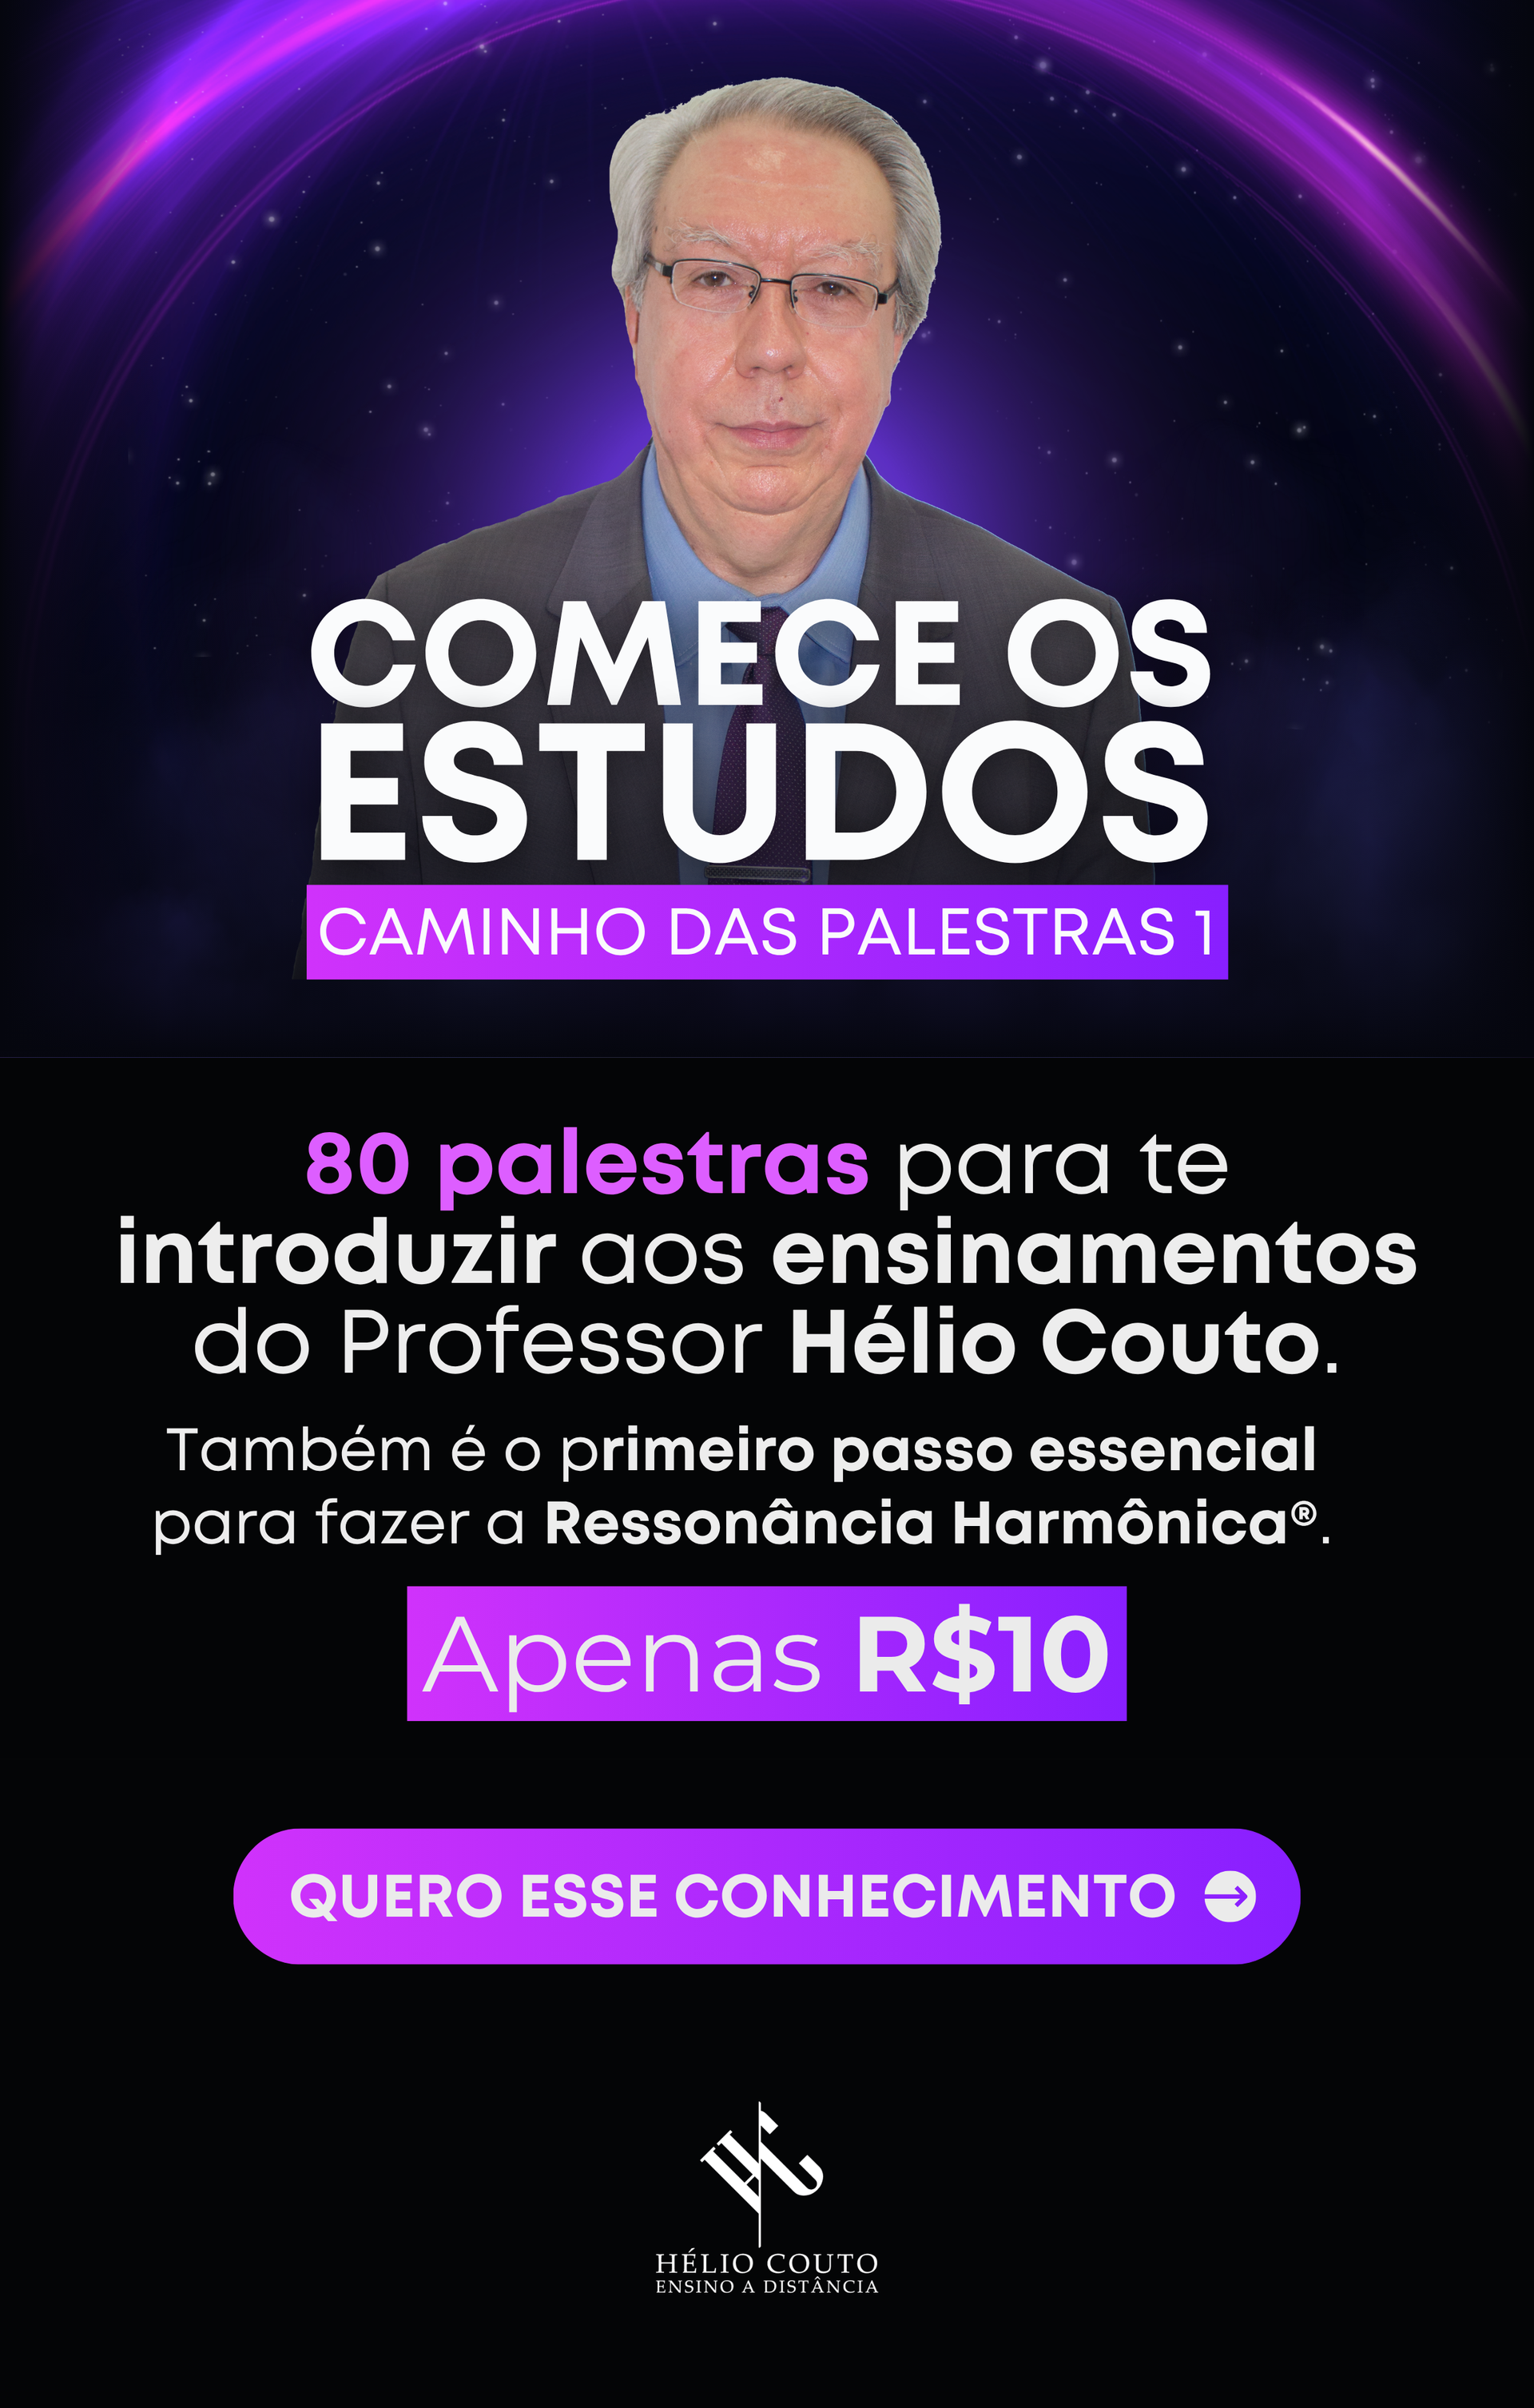 COMECE OS
ESTUDOS
CAMINHO DAS PALESTRAS 1
80 palestras para te
introduzir aos ensinamentos
do Professor Hélio Couto.
Também é o primeiro passo essencial
para fazer a Ressonância Harmônica®.
Apenas R$10
QUERO ESSE CONHECIMENTO
HC
HÉLIO COUTO
ENSINO A DISTÂNCIA